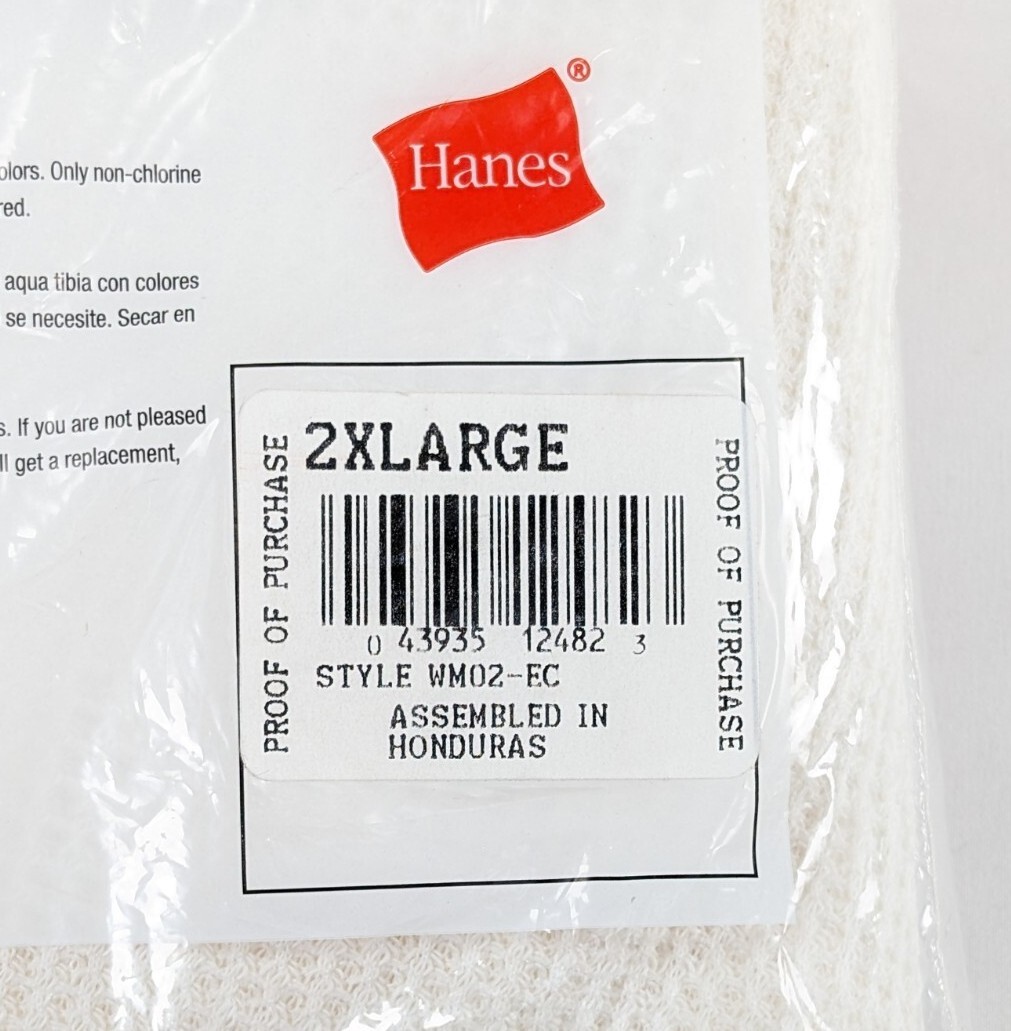 Hanes®
olors. Only non-chlorine
red.
aqua tibia con colores
se necesite. Secar en
s. If you are not pleased
ll get a replacement,
2XLARGE
PROOF OF PURCHASE
PROOF OF PURCHASE
0 43935 12482 3
STYLE WM02-EC
ASSEMBLED IN
HONDURAS